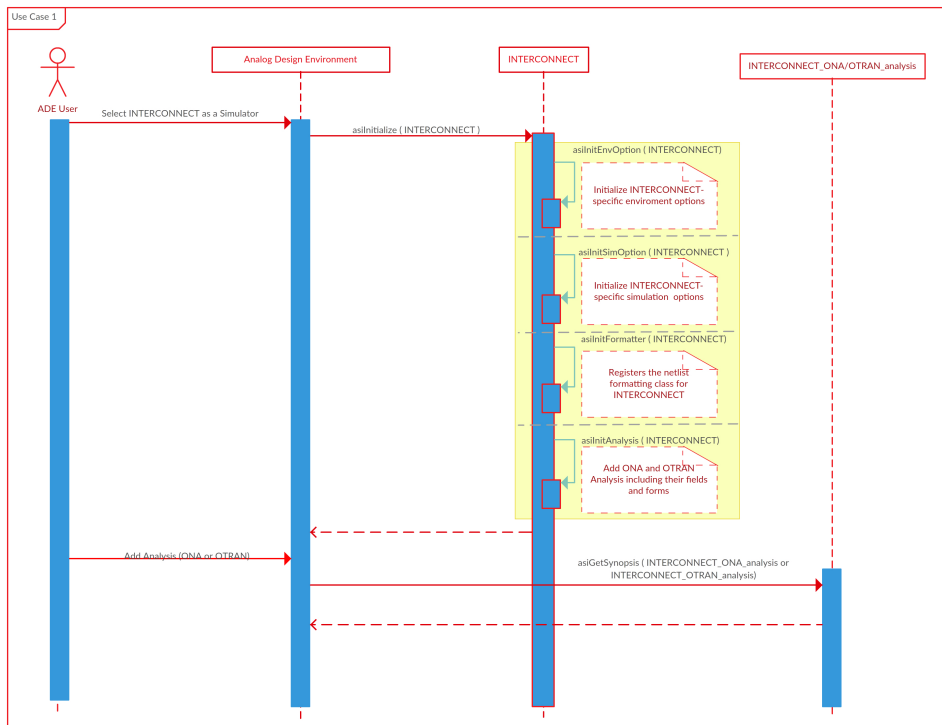 Use Case 1
ADE User
Analog Design Environment
INTERCONNECT
INTERCONNECT_ONA/OTRAN_analysis
Select INTERCONNECT as a Simulator
asiInitialize ( INTERCONNECT )
asiInitEnvOption ( INTERCONNECT)
Initialize INTERCONNECT-
specific enviroment options
asiInitSimOption ( INTERCONNECT )
Initialize INTERCONNECT-
specific simulation options
asiInitFormatter ( INTERCONNECT)
Registers the netlist
formatting class for
INTERCONNECT
asiInitAnalysis ( INTERCONNECT)
Add ONA and OTRAN
Analysis including their fields
and forms
Add Analysis (ONA or OTRAN)
asiGetSynopsis ( INTERCONNECT_ONA_analysis or
INTERCONNECT_OTRAN_analysis)